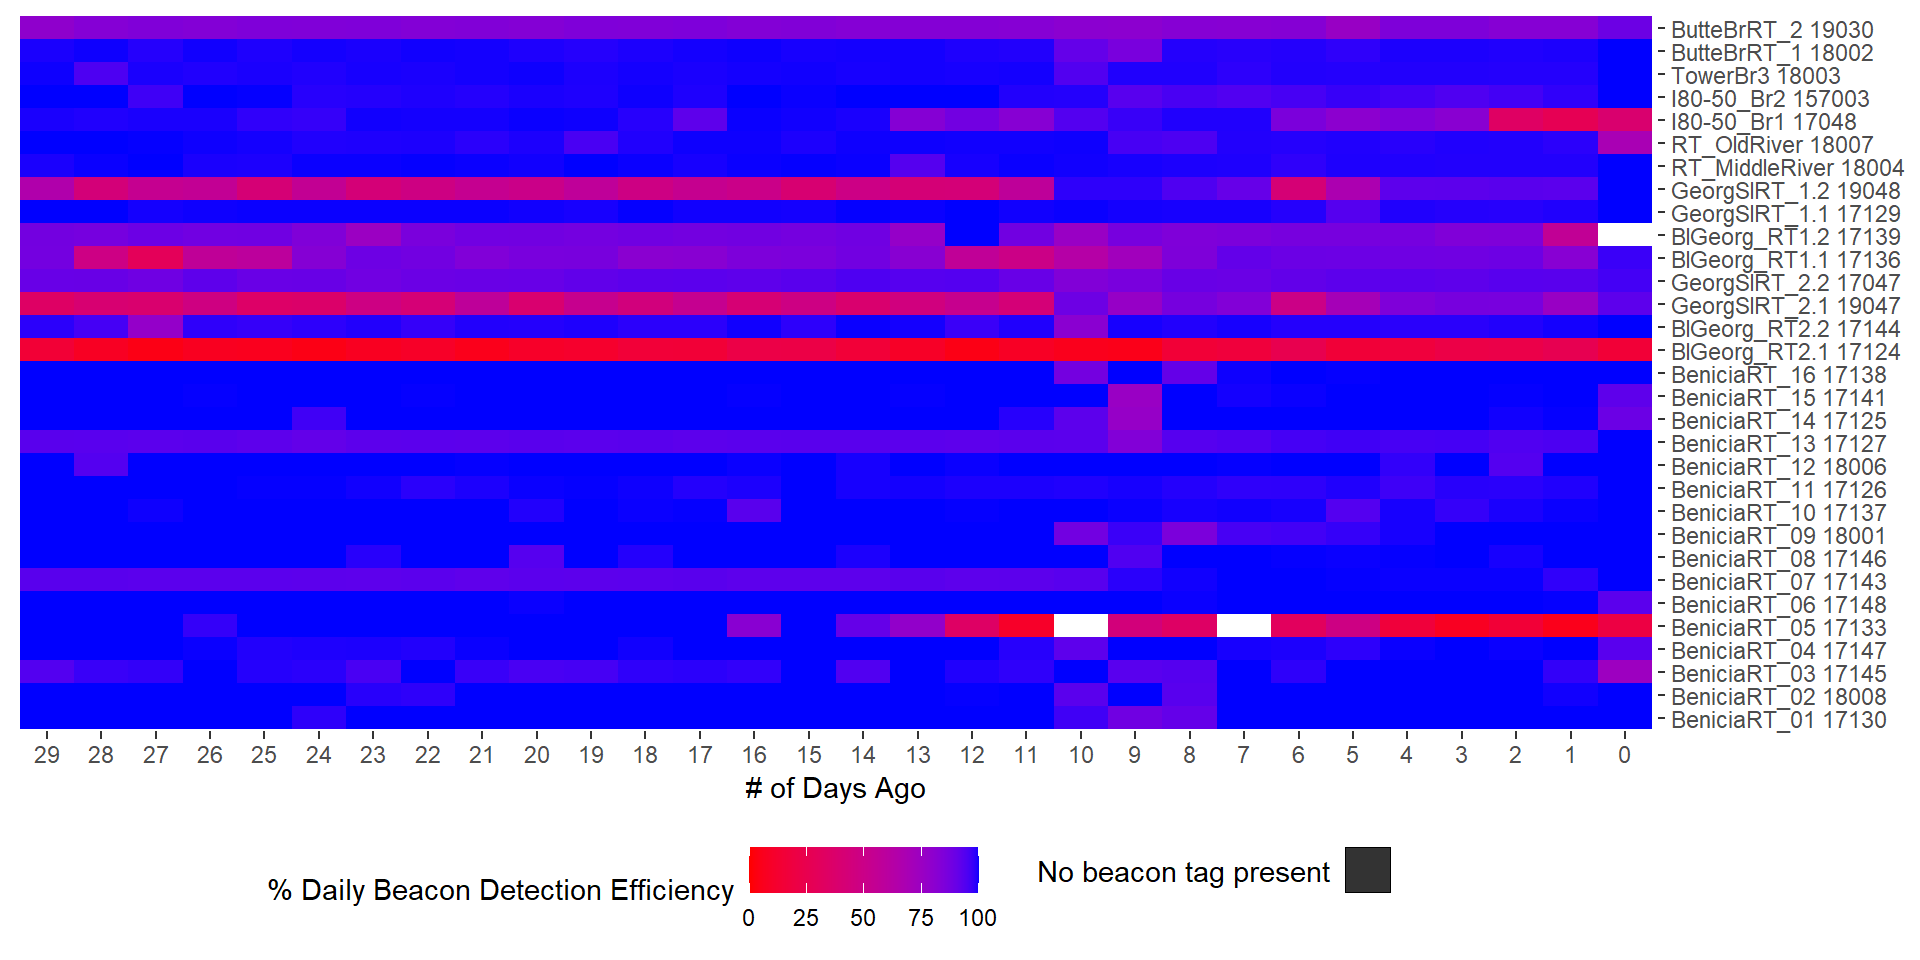 ButteBrRT_2 19030
ButteBrRT_1 18002
TowerBr3 18003
I80-50_Br2 157003
I80-50_Br1 17048
RT_OldRiver 18007
RT_MiddleRiver 18004
GeorgSlRT_1.2 19048
GeorgSlRT_1.1 17129
BlGeorg_RT1.2 17139
BlGeorg_RT1.1 17136
GeorgSlRT_2.2 17047
GeorgSlRT_2.1 19047
BlGeorg_RT2.2 17144
BlGeorg_RT2.1 17124
BeniciaRT_16 17138
BeniciaRT_15 17141
BeniciaRT_14 17125
BeniciaRT_13 17127
BeniciaRT_12 18006
BeniciaRT_11 17126
BeniciaRT_10 17137
BeniciaRT_09 18001
BeniciaRT_08 17146
BeniciaRT_07 17143
BeniciaRT_06 17148
BeniciaRT_05 17133
BeniciaRT_04 17147
BeniciaRT_03 17145
BeniciaRT_02 18008
BeniciaRT_01 17130
29 28 27 26 25 24 23 22 21 20 19 18 17 16 15 14 13 12 11 10 9 8 7 6 5 4 3 2 1 0
# of Days Ago
% Daily Beacon Detection Efficiency
0 25 50 75 100
No beacon tag present